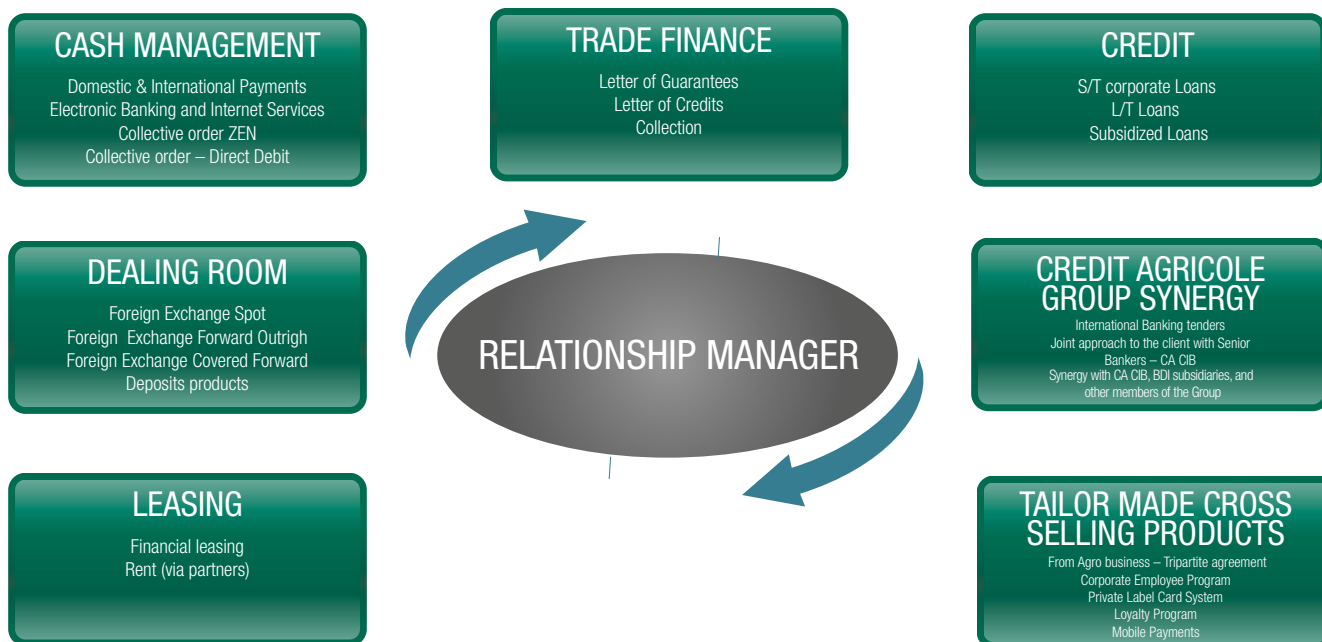 CASH MANAGEMENT
Domestic & International Payments
Electronic Banking and Internet Services
Collective order ZEN
Collective order – Direct Debit
TRADE FINANCE
Letter of Guarantees
Letter of Credits
Collection
CREDIT
S/T corporate Loans
L/T Loans
Subsidized Loans
DEALING ROOM
Foreign Exchange Spot
Foreign Exchange Forward Outrigh
Foreign Exchange Covered Forward
Deposits products
RELATIONSHIP MANAGER
CREDIT AGRICOLE
GROUP SYNERGY
International Banking tenders
Joint approach to the client with Senior
Bankers – CA CIB
Synergy with CA CIB, BDI subsidiaries, and
other members of the Group
LEASING
Financial leasing
Rent (via partners)
TAILOR MADE CROSS
SELLING PRODUCTS
From Agro business – Tripartite agreement
Corporate Employee Program
Private Label Card System
Loyalty Program
Mobile Payments